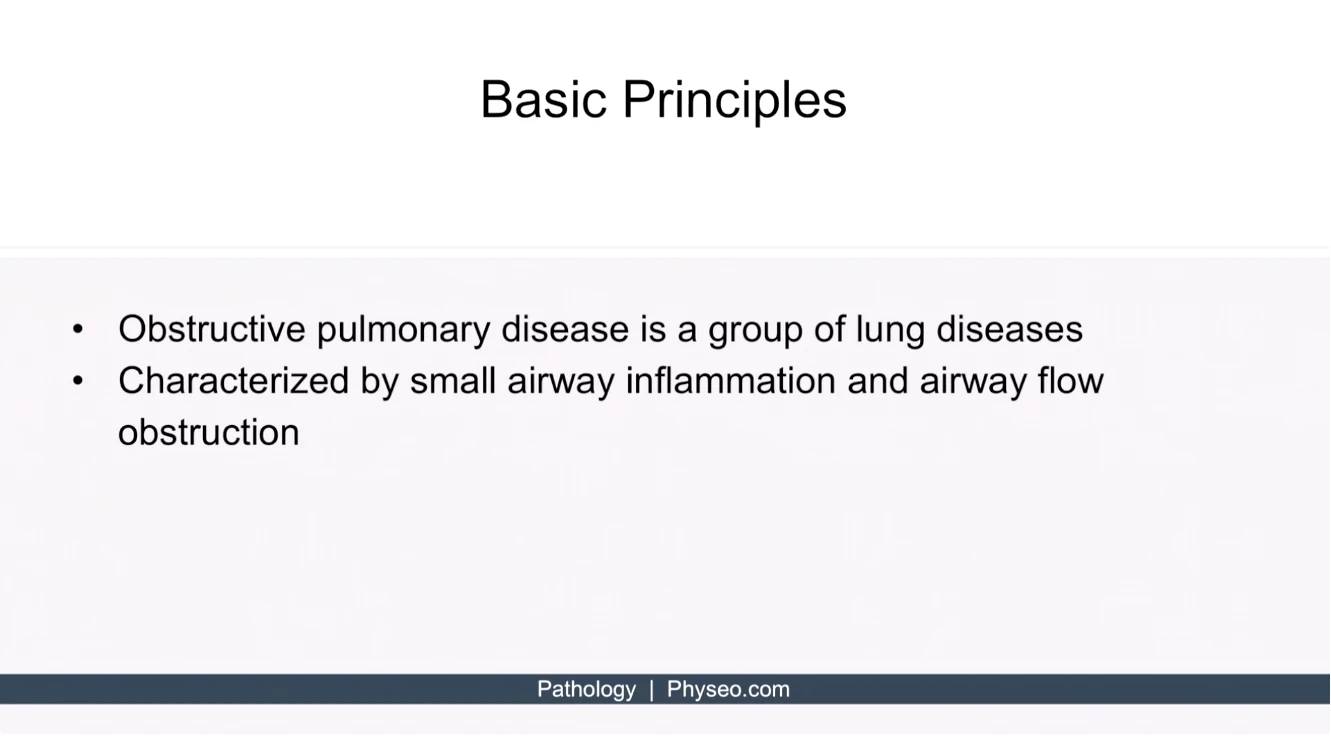 Basic Principles
• Obstructive pulmonary disease is a group of lung diseases
• Characterized by small airway inflammation and airway flow
obstruction
Pathology | Physeo.com